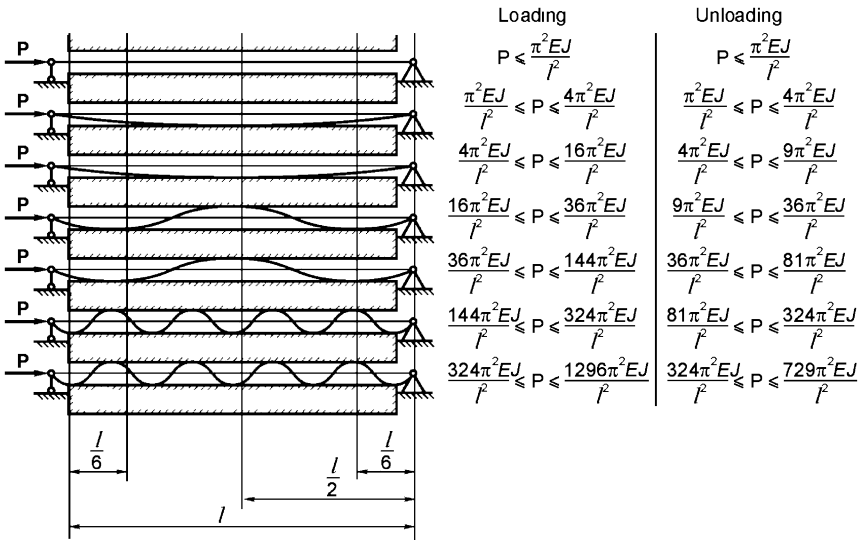 Loading Unloading
P P ⩽ π²EJ/l² P ⩽ π²EJ/l²
P π²EJ/l² ⩽ P ⩽ 4π²EJ/l² π²EJ/l² ⩽ P ⩽ 4π²EJ/l²
P 4π²EJ/l² ⩽ P ⩽ 16π²EJ/l² 4π²EJ/l² ⩽ P ⩽ 9π²EJ/l²
P 16π²EJ/l² ⩽ P ⩽ 36π²EJ/l² 9π²EJ/l² ⩽ P ⩽ 36π²EJ/l²
P 36π²EJ/l² ⩽ P ⩽ 144π²EJ/l² 36π²EJ/l² ⩽ P ⩽ 81π²EJ/l²
P 144π²EJ/l² ⩽ P ⩽ 324π²EJ/l² 81π²EJ/l² ⩽ P ⩽ 324π²EJ/l²
P 324π²EJ/l² ⩽ P ⩽ 1296π²EJ/l² 324π²EJ/l² ⩽ P ⩽ 729π²EJ/l²
l/6 l/6
l/2
l